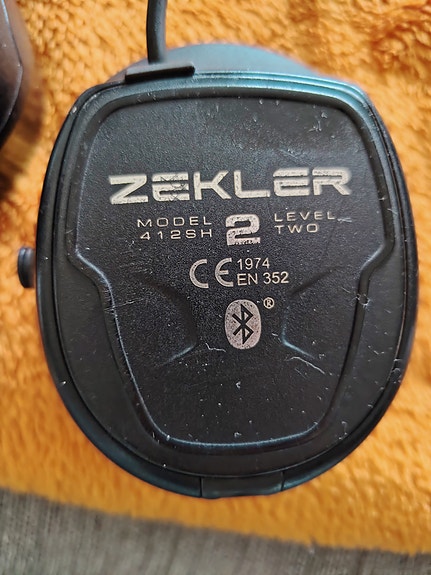 ZEKLER
MODEL 2 LEVEL
412SH TWO
CE 1974
EN 352
®